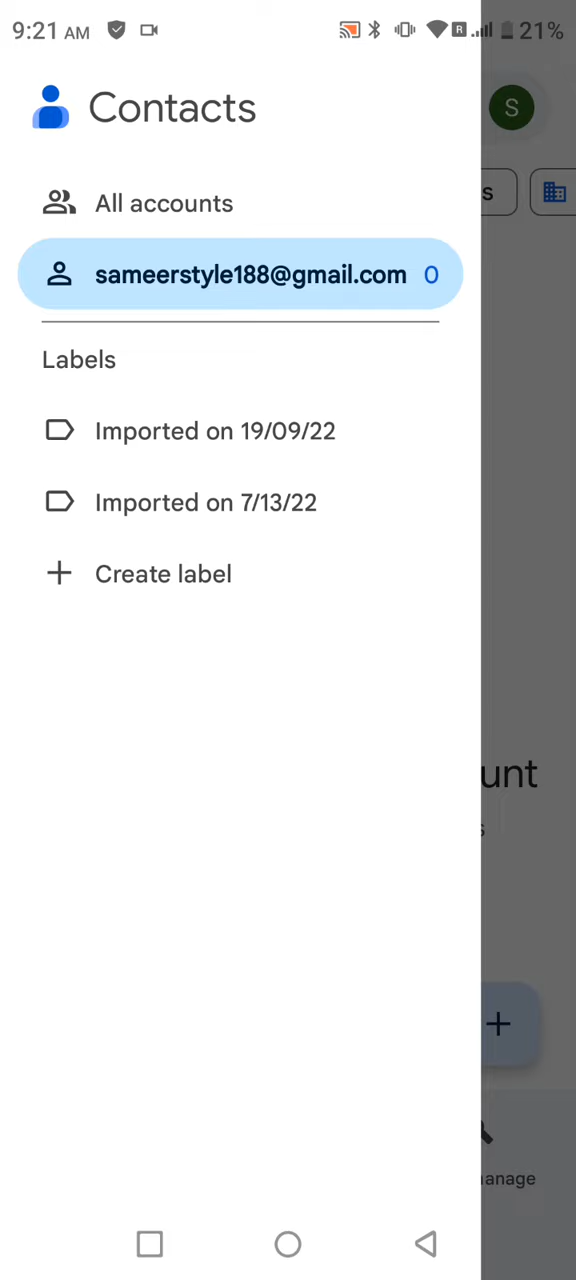 9:21 AM
R
21%
Contacts
S
All accounts
s
sameerstyle188@gmail.com 0
Labels
Imported on 19/09/22
Imported on 7/13/22
Create label
unt
s
anage